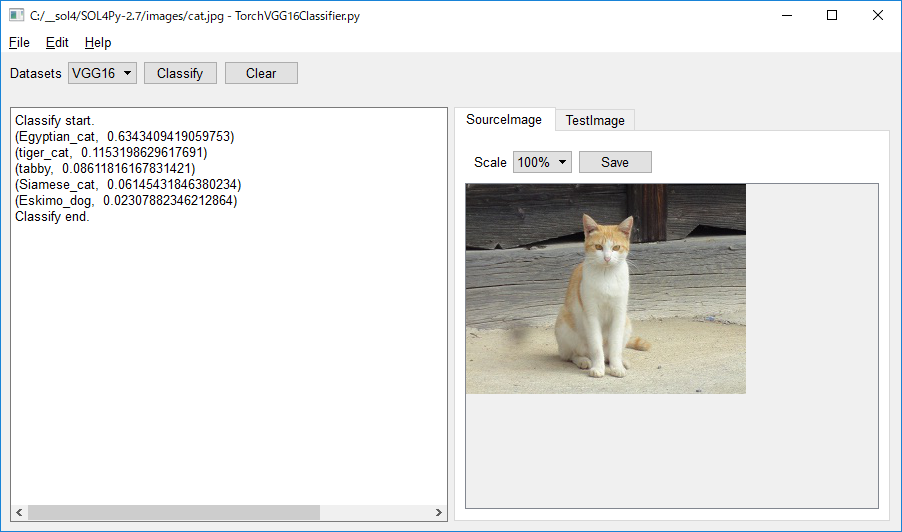 C:/__sol4/SOL4Py-2.7/images/cat.jpg - TorchVGG16Classifier.py
File Edit Help
Datasets VGG16 Classify Clear
Classify start.
(Egyptian_cat, 0.6343409419059753)
(tiger_cat, 0.1153198629617691)
(tabby, 0.08611816167831421)
(Siamese_cat, 0.06145431846380234)
(Eskimo_dog, 0.02307882346212864)
Classify end.
SourceImage TestImage
Scale 100% Save